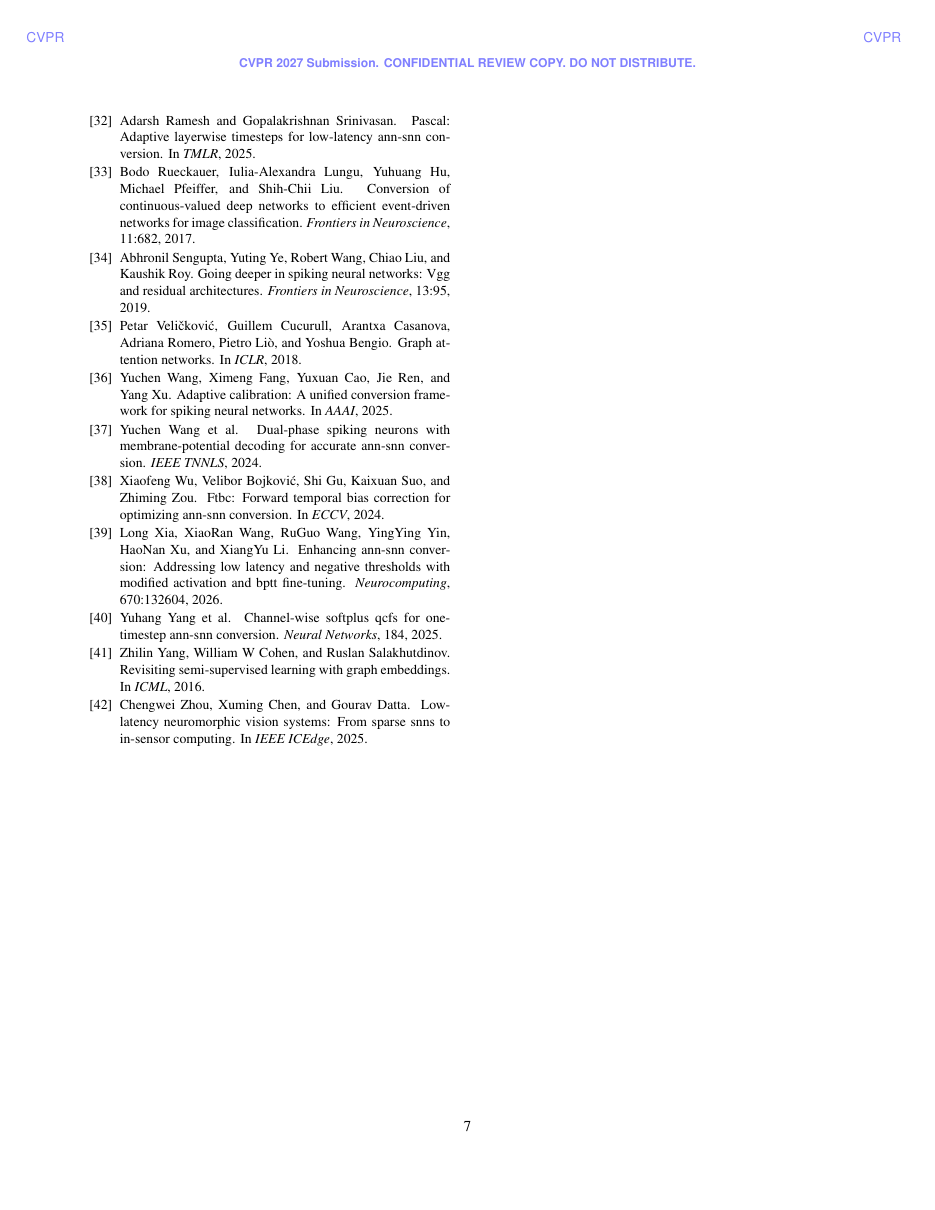 CVPR
CVPR
CVPR 2027 Submission. CONFIDENTIAL REVIEW COPY. DO NOT DISTRIBUTE.
[32] Adarsh Ramesh and Gopalakrishnan Srinivasan. Pascal:
Adaptive layerwise timesteps for low-latency ann-snn con-
version. In TMLR, 2025.
[33] Bodo Rueckauer, Iulia-Alexandra Lungu, Yuhuang Hu,
Michael Pfeiffer, and Shih-Chii Liu. Conversion of
continuous-valued deep networks to efficient event-driven
networks for image classification. Frontiers in Neuroscience,
11:682, 2017.
[34] Abhronil Sengupta, Yuting Ye, Robert Wang, Chiao Liu, and
Kaushik Roy. Going deeper in spiking neural networks: Vgg
and residual architectures. Frontiers in Neuroscience, 13:95,
2019.
[35] Petar Veličković, Guillem Cucurull, Arantxa Casanova,
Adriana Romero, Pietro Liò, and Yoshua Bengio. Graph at-
tention networks. In ICLR, 2018.
[36] Yuchen Wang, Ximeng Fang, Yuxuan Cao, Jie Ren, and
Yang Xu. Adaptive calibration: A unified conversion frame-
work for spiking neural networks. In AAAI, 2025.
[37] Yuchen Wang et al. Dual-phase spiking neurons with
membrane-potential decoding for accurate ann-snn conver-
sion. IEEE TNNLS, 2024.
[38] Xiaofeng Wu, Velibor Bojković, Shi Gu, Kaixuan Suo, and
Zhiming Zou. Ftbc: Forward temporal bias correction for
optimizing ann-snn conversion. In ECCV, 2024.
[39] Long Xia, XiaoRan Wang, RuGuo Wang, YingYing Yin,
HaoNan Xu, and XiangYu Li. Enhancing ann-snn conver-
sion: Addressing low latency and negative thresholds with
modified activation and bptt fine-tuning. Neurocomputing,
670:132604, 2026.
[40] Yuhang Yang et al. Channel-wise softplus qcfs for one-
timestep ann-snn conversion. Neural Networks, 184, 2025.
[41] Zhilin Yang, William W Cohen, and Ruslan Salakhutdinov.
Revisiting semi-supervised learning with graph embeddings.
In ICML, 2016.
[42] Chengwei Zhou, Xuming Chen, and Gourav Datta. Low-
latency neuromorphic vision systems: From sparse snns to
in-sensor computing. In IEEE ICEdge, 2025.
7